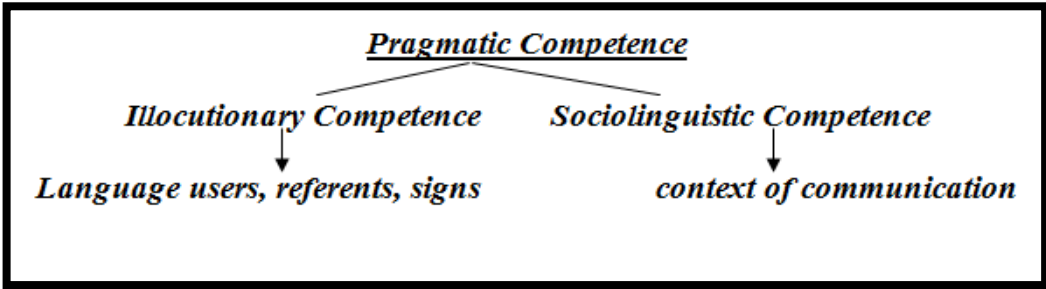 Pragmatic Competence
Illocutionary Competence Sociolinguistic Competence
Language users, referents, signs context of communication